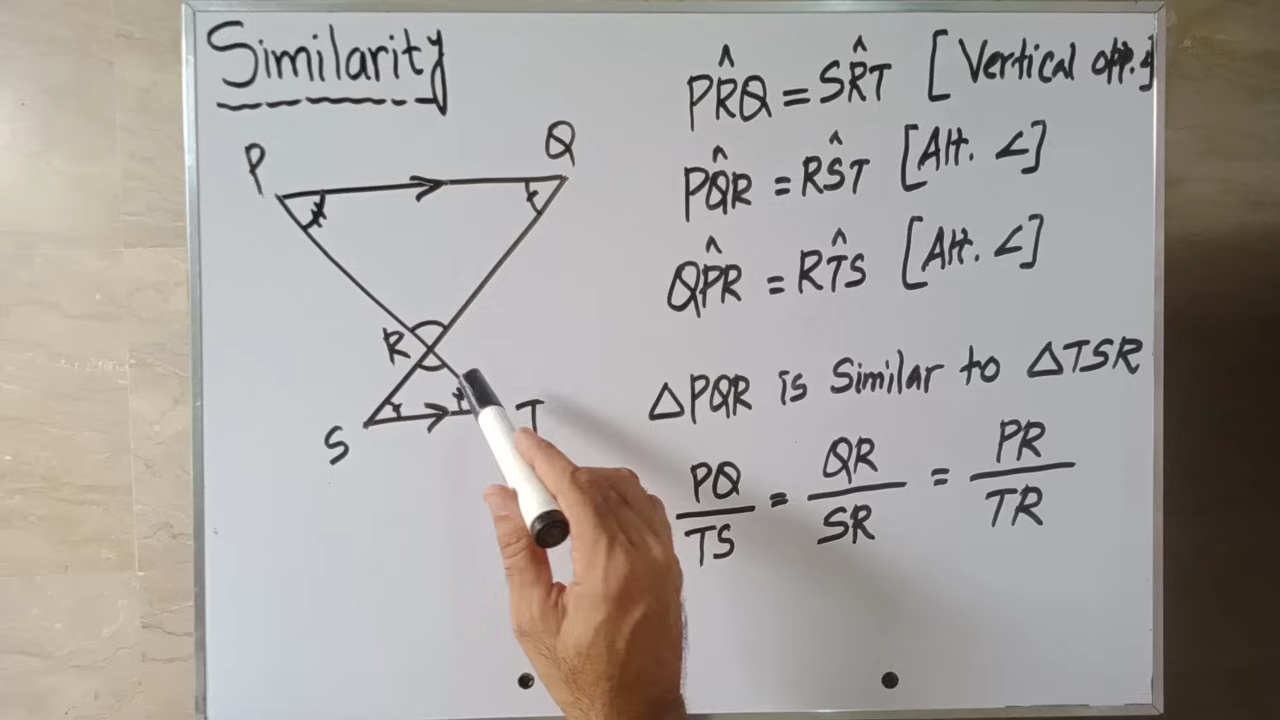 Similarity
P Q
R
S T
PR̂Q = SR̂T [Vertical opp. ∠]
PQ̂R = RŜT [Alt. ∠]
QP̂R = RT̂S [Alt. ∠]
△PQR is Similar to △TSR
PQ/TS = QR/SR = PR/TR